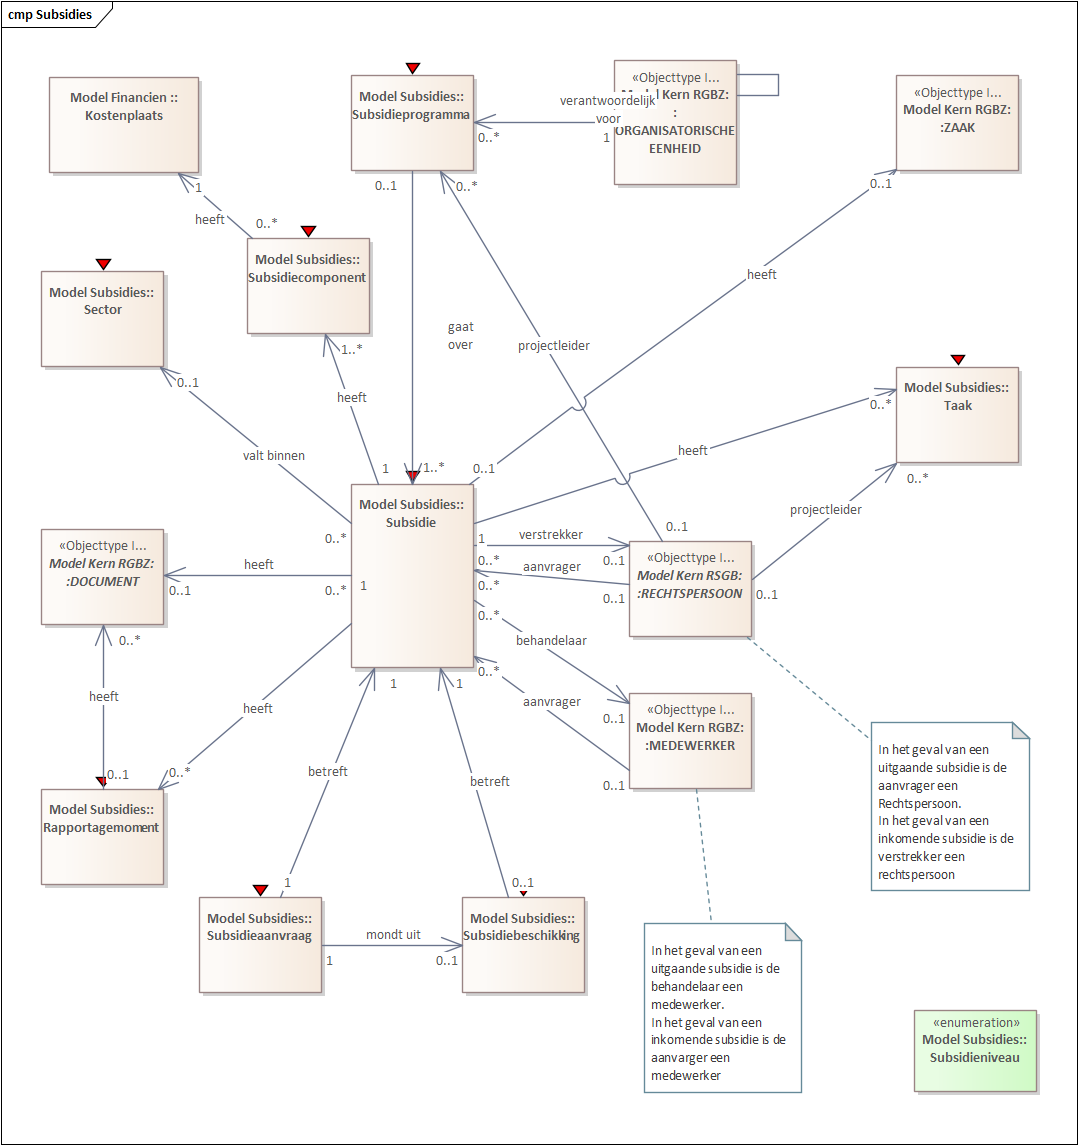 cmp Subsidies
Model Financien ::
Kostenplaats
Model Subsidies::
Subsidieprogramma
«Objecttype l...
Model Kern RGBZ:
:
ORGANISATORISCHE
EENHEID
verantwoordelijk
voor
0..*
1
«Objecttype l...
Model Kern RGBZ:
:ZAAK
0..1
0..*
0..1
1
heeft
0..*
Model Subsidies::
Subsidiecomponent
Model Subsidies::
Sector
heeft
gaat
over
projectleider
1..*
0..1
heeft
Model Subsidies::
Taak
0..*
valt binnen
heeft
projectleider
0..*
1
1..*
0..1
Model Subsidies::
Subsidie
0..*
1
verstrekker
0..1
0..1
0..*
aanvrager
0..*
0..1
«Objecttype l...
Model Kern RSGB:
:RECHTSPERSOON
0..1
«Objecttype l...
Model Kern RGBZ:
:DOCUMENT
heeft
0..1
0..*
1
0..*
behandelaar
0..1
0..*
aanvrager
0..1
«Objecttype l...
Model Kern RGBZ:
:MEDEWERKER
0..*
heeft
0..1
heeft
0..*
1
1
betreft
betreft
Model Subsidies::
Rapportagemoment
In het geval van een
uitgaande subsidie is de
aanvrager een
Rechtspersoon.
In het geval van een
inkomende subsidie is de
verstrekker een
rechtspersoon
1
0..1
Model Subsidies::
Subsidieaanvraag
mondt uit
1
0..1
Model Subsidies::
Subsidiebeschikking
In het geval van een
uitgaande subsidie is de
behandelaar een
medewerker.
In het geval van een
inkomende subsidie is de
aanvarger een
medewerker
«enumeration»
Model Subsidies::
Subsidieniveau